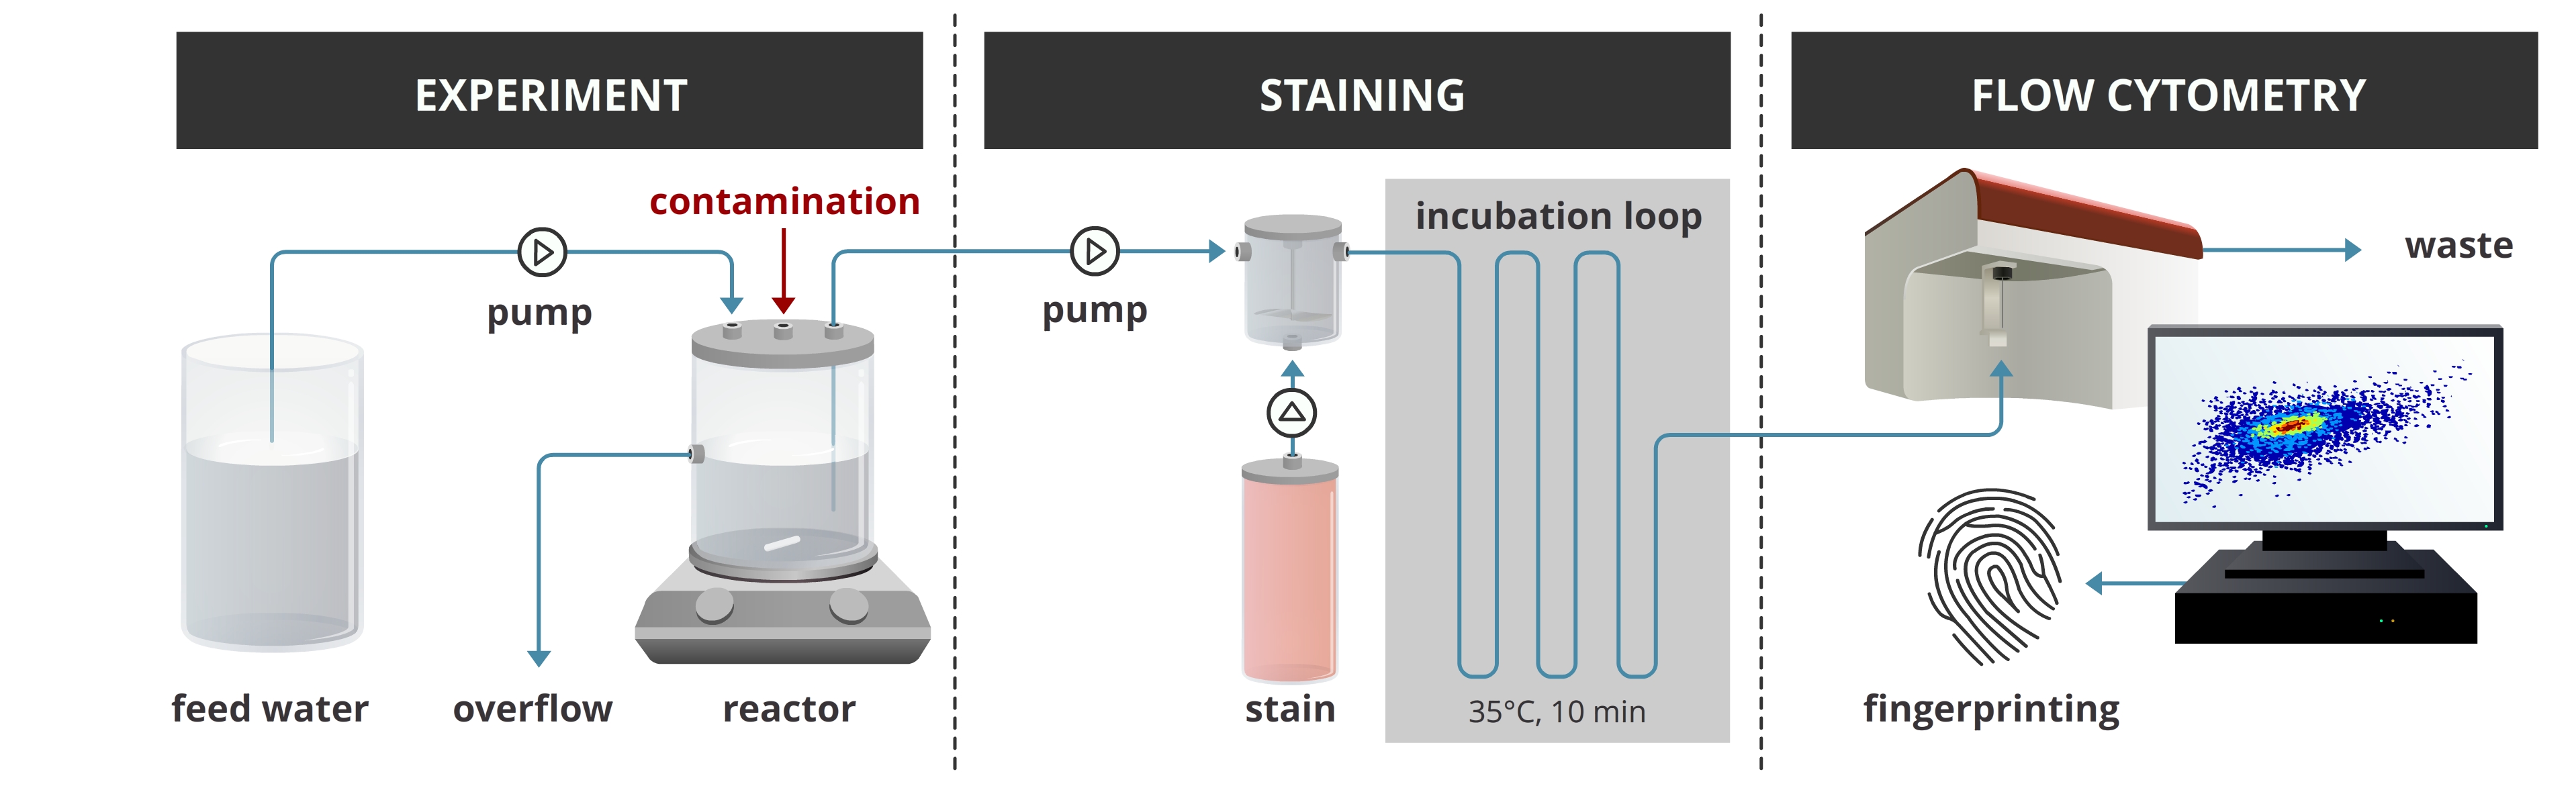 EXPERIMENT
contamination
pump
feed water
overflow
reactor
STAINING
pump
incubation loop
stain
35°C, 10 min
FLOW CYTOMETRY
waste
fingerprinting